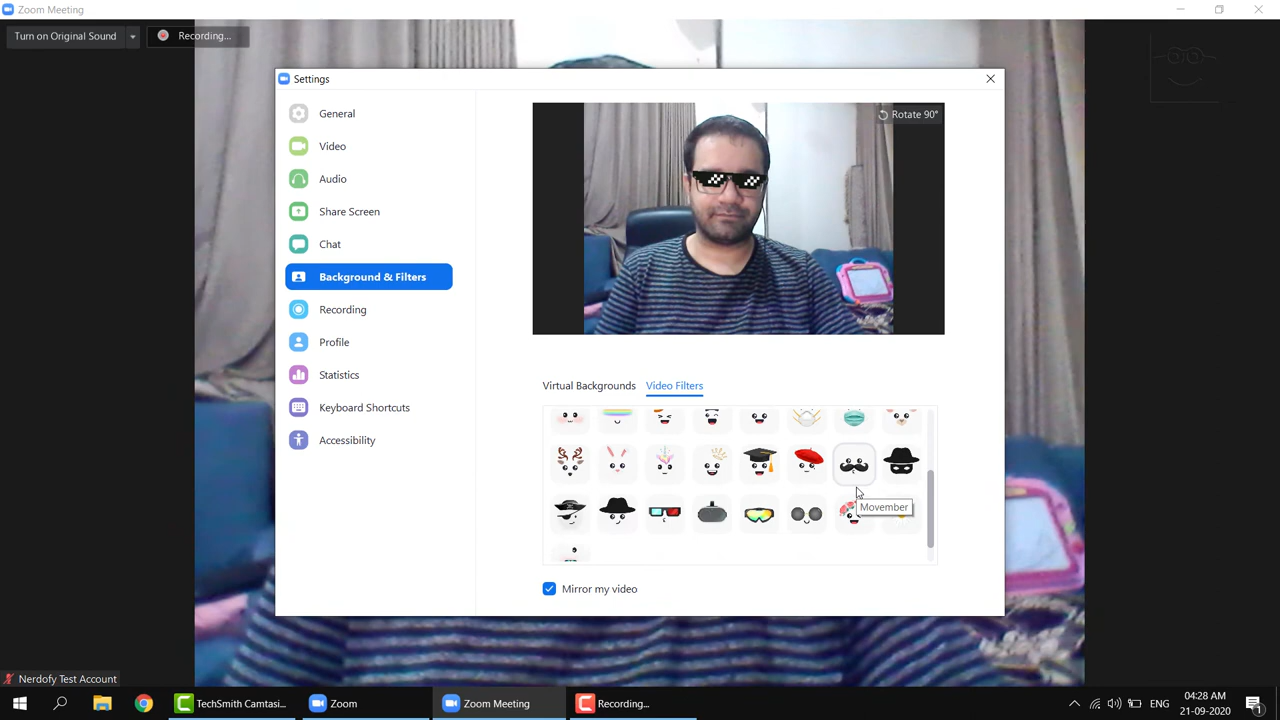 Zoom Meeting
Turn on Original Sound
Recording...
Settings
General
Video
Audio
Share Screen
Chat
Background & Filters
Recording
Profile
Statistics
Keyboard Shortcuts
Accessibility
Rotate 90°
Virtual Backgrounds
Video Filters
Movember
Mirror my video
Nerdofy Test Account
TechSmith Camtasi...
Zoom
Zoom Meeting
Recording...
ENG
04:28 AM
21-09-2020
1